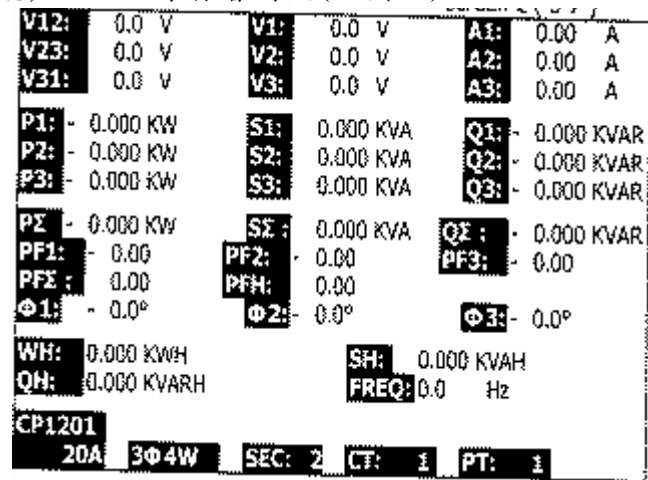 V12: 0.0 V V1: 0.0 V A1: 0.00 A
V23: 0.0 V V2: 0.0 V A2: 0.00 A
V31: 0.0 V V3: 0.0 V A3: 0.00 A
P1: - 0.000 KW S1: 0.000 KVA Q1: - 0.000 KVAR
P2: - 0.000 KW S2: 0.000 KVA Q2: - 0.000 KVAR
P3: - 0.000 KW S3: 0.000 KVA Q3: - 0.000 KVAR
PΣ - 0.000 KW SΣ : 0.000 KVA QΣ : - 0.000 KVAR
PF1: - 0.00 PF2: - 0.00 PF3: - 0.00
PFΣ : 0.00 PFH: 0.00
Φ1: - 0.0° Φ2: - 0.0° Φ3: - 0.0°
WH: 0.000 KWH SH: 0.000 KVAH
QH: 0.000 KVARH FREQ: 0.0 Hz
CP1201
20A 3Φ4W SEC: 2 CT: 1 PT: 1